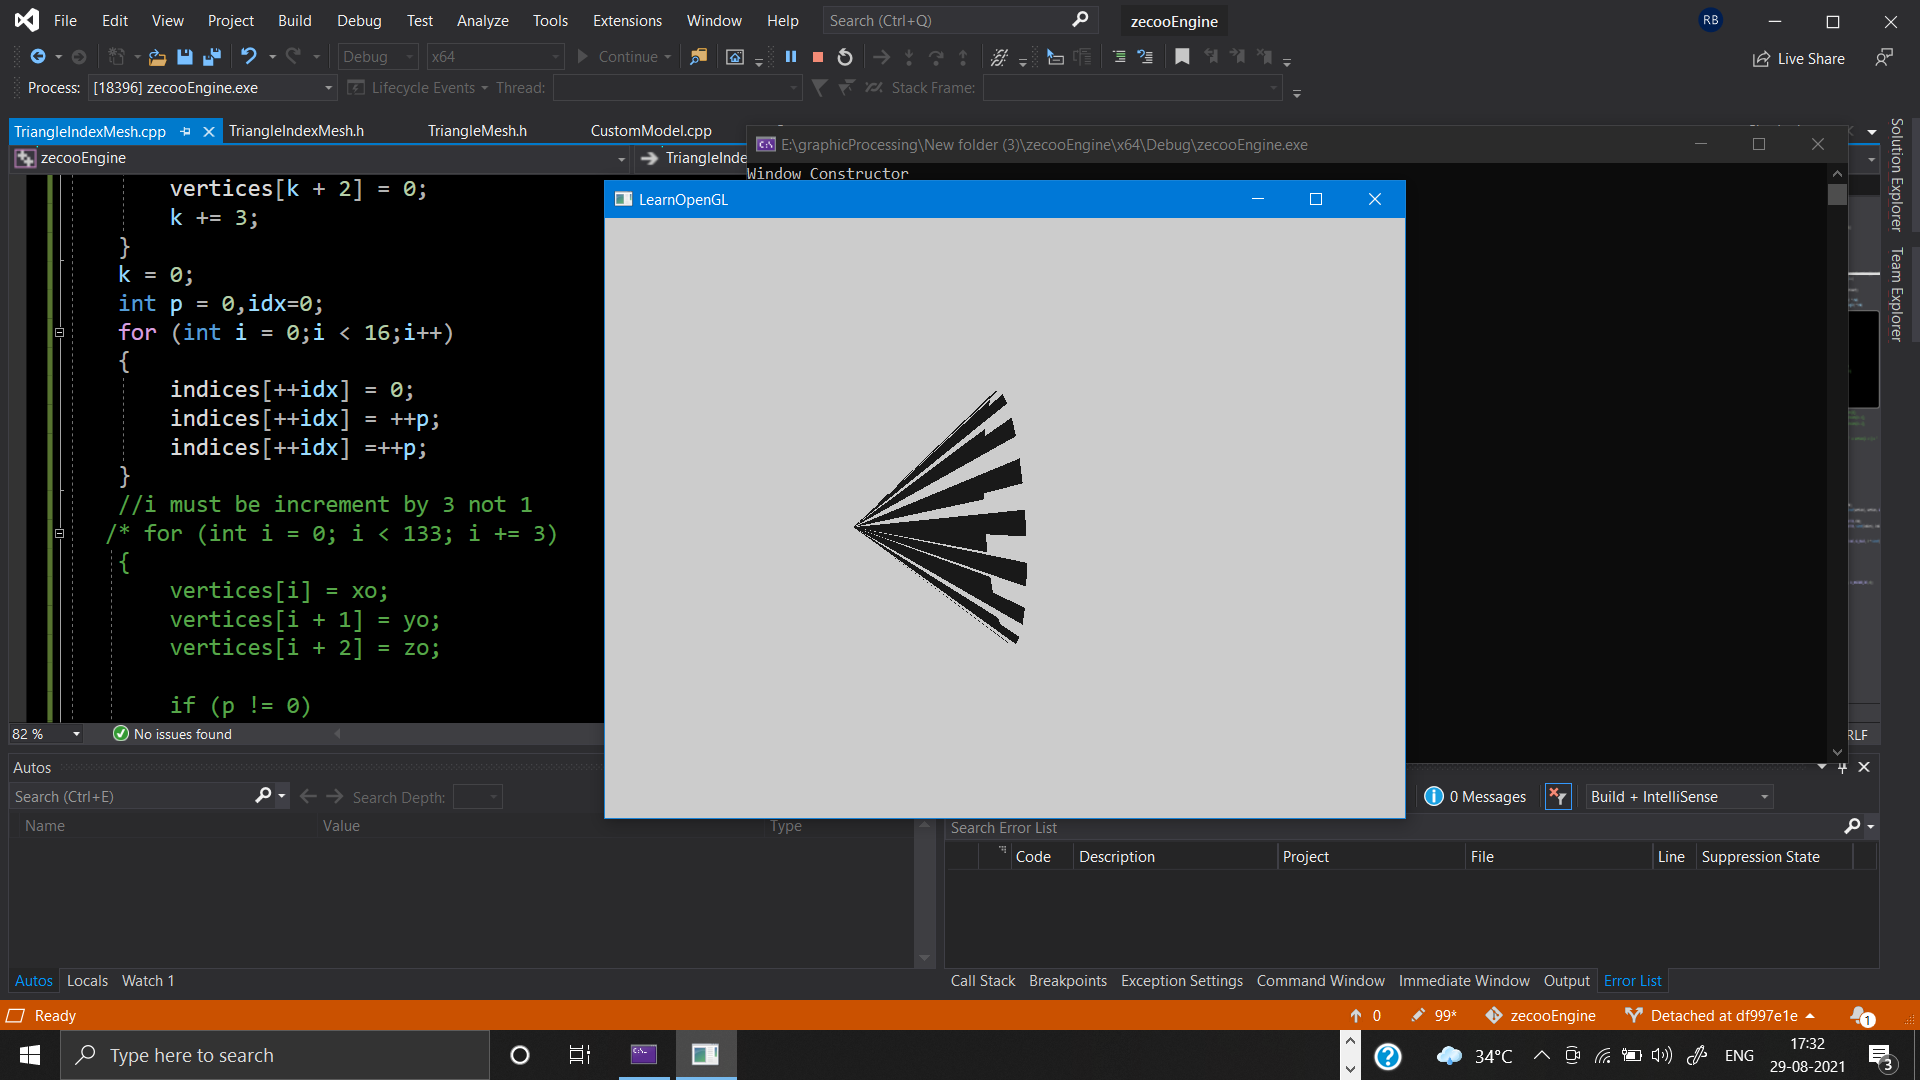 File Edit View Project Build Debug Test Analyze Tools Extensions Window Help Search (Ctrl+Q) zecooEngine RB
Debug x64 Continue Live Share
Process: [18396] zecooEngine.exe Lifecycle Events Thread: Stack Frame:
TriangleIndexMesh.cpp TriangleIndexMesh.h TriangleMesh.h CustomModel.cpp
zecooEngine TriangleInde
E:\graphicProcessing\New folder (3)\zecooEngine\x64\Debug\zecooEngine.exe
Window Constructor
LearnOpenGL
vertices[k + 2] = 0;
k += 3;
}
k = 0;
int p = 0,idx=0;
for (int i = 0;i < 16;i++)
{
indices[++idx] = 0;
indices[++idx] = ++p;
indices[++idx] =++p;
}
//i must be increment by 3 not 1
/* for (int i = 0; i < 133; i += 3)
{
vertices[i] = xo;
vertices[i + 1] = yo;
vertices[i + 2] = zo;
if (p != 0)
Solution Explorer
Team Explorer
82 % No issues found RLF
Autos
Search (Ctrl+E) Search Depth:
Name Value Type
0 Messages Build + IntelliSense
Search Error List
Code Description Project File Line Suppression State
Autos Locals Watch 1
Call Stack Breakpoints Exception Settings Command Window Immediate Window Output Error List
Ready 0 99* zecooEngine Detached at df997e1e 1
Type here to search 34°C ENG 17:32
29-08-2021 3